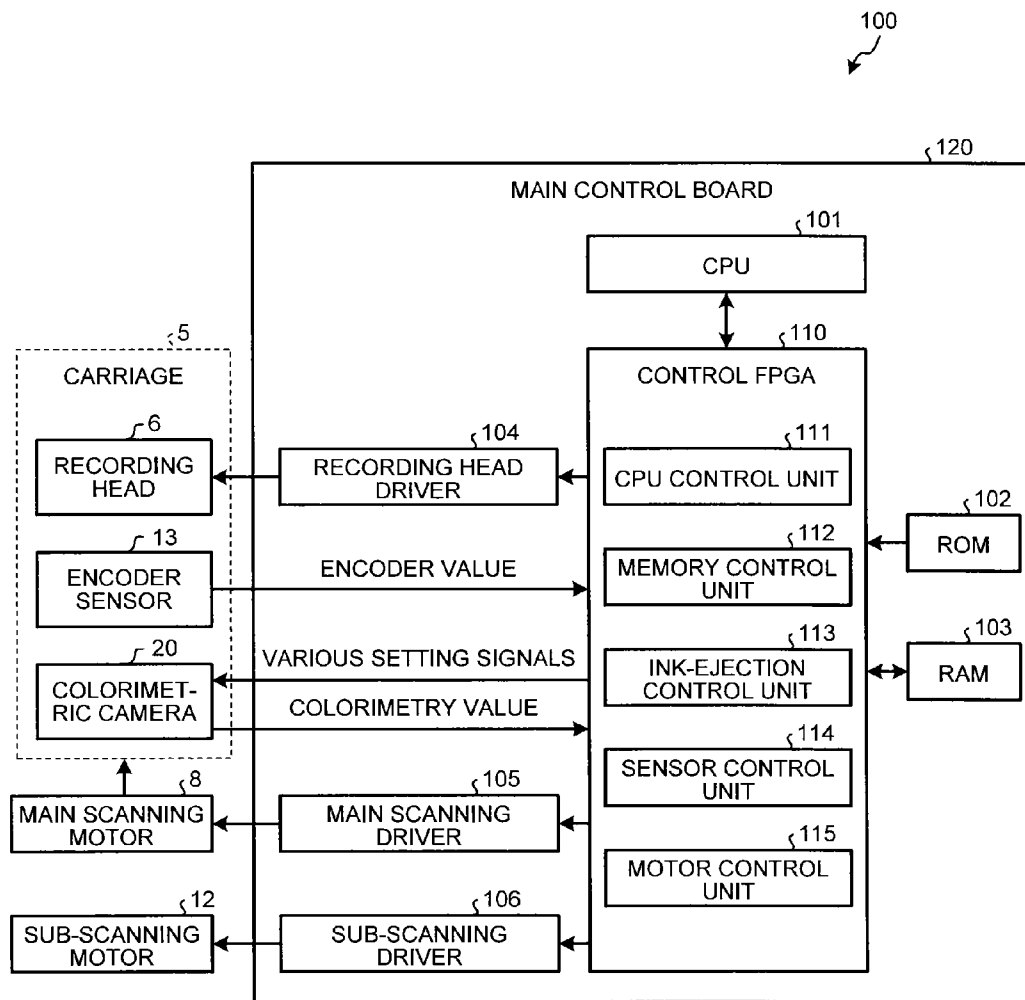 100
120
MAIN CONTROL BOARD
101
CPU
5
CARRIAGE
110
CONTROL FPGA
6
RECORDING
HEAD
104
RECORDING HEAD
DRIVER
111
CPU CONTROL UNIT
102
ROM
13
ENCODER
SENSOR
ENCODER VALUE
112
MEMORY CONTROL
UNIT
20
COLORIMET-
RIC CAMERA
VARIOUS SETTING SIGNALS
COLORIMETRY VALUE
113
INK-EJECTION
CONTROL UNIT
103
RAM
114
SENSOR CONTROL
UNIT
8
MAIN SCANNING
MOTOR
105
MAIN SCANNING
DRIVER
115
MOTOR CONTROL
UNIT
12
SUB-SCANNING
MOTOR
106
SUB-SCANNING
DRIVER